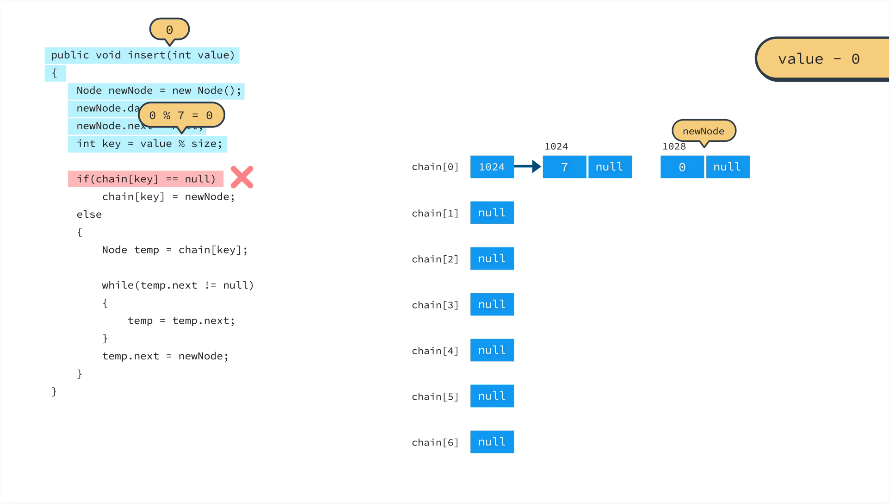 0
public void insert(int value)
{
Node newNode = new Node();
newNode.da
0 % 7 = 0
newNode.next
int key = value % size;
if(chain[key] == null)
chain[key] = newNode;
else
{
Node temp = chain[key];
while(temp.next != null)
{
temp = temp.next;
}
temp.next = newNode;
}
}
value - 0
newNode
1024
1028
chain[0]
1024
7
null
0
null
chain[1]
null
chain[2]
null
chain[3]
null
chain[4]
null
chain[5]
null
chain[6]
null